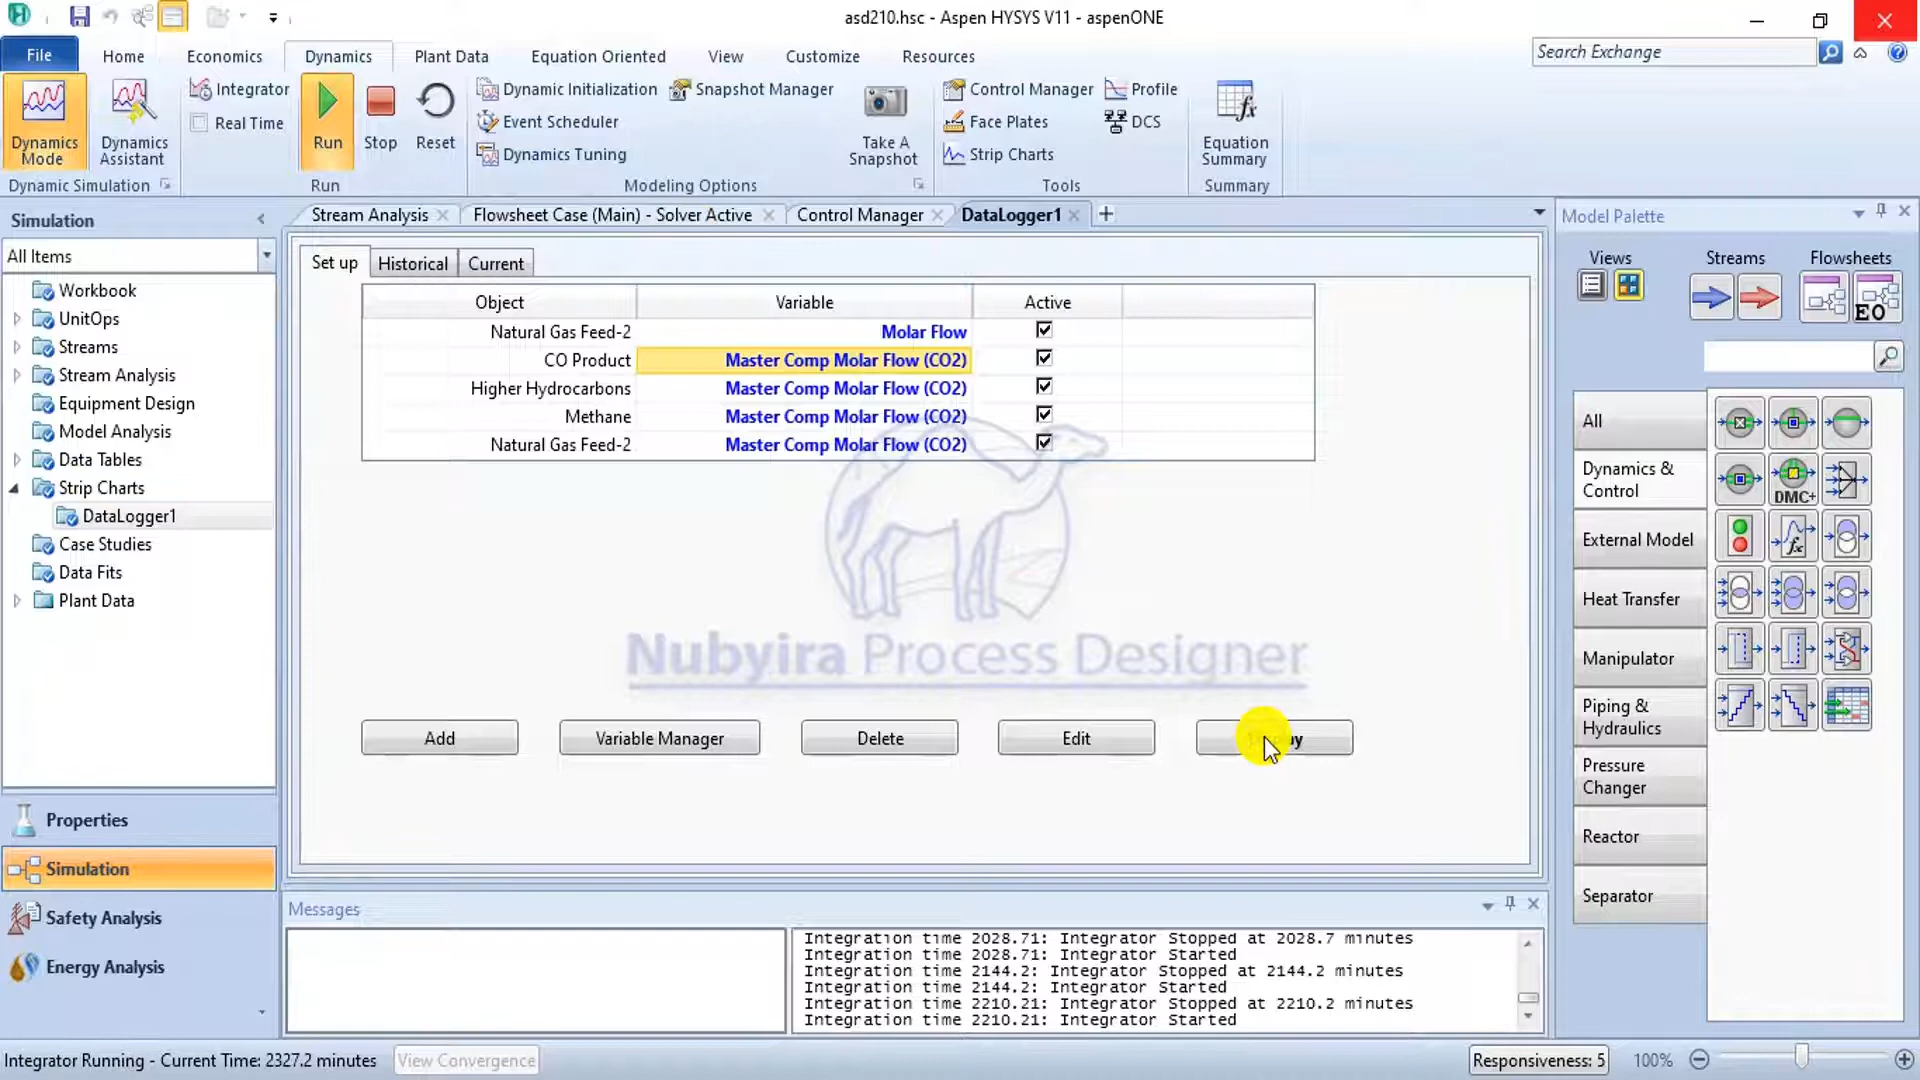 asd210.hsc - Aspen HYSYS V11 - aspenONE
File Home Economics Dynamics Plant Data Equation Oriented View Customize Resources
Search Exchange
Dynamics Mode
Dynamics Assistant
Integrator
Real Time
Run
Stop
Reset
Dynamic Initialization
Snapshot Manager
Event Scheduler
Dynamics Tuning
Take A Snapshot
Control Manager
Profile
Face Plates
DCS
Strip Charts
Equation Summary
Dynamic Simulation
Run
Modeling Options
Tools
Summary
Simulation
All Items
Workbook
UnitOps
Streams
Stream Analysis
Equipment Design
Model Analysis
Data Tables
Strip Charts
DataLogger1
Case Studies
Data Fits
Plant Data
Properties
Simulation
Safety Analysis
Energy Analysis
Stream Analysis
Flowsheet Case (Main) - Solver Active
Control Manager
DataLogger1
Set up Historical Current
Object Variable Active
Natural Gas Feed-2 Molar Flow
CO Product Master Comp Molar Flow (CO2)
Higher Hydrocarbons Master Comp Molar Flow (CO2)
Methane Master Comp Molar Flow (CO2)
Natural Gas Feed-2 Master Comp Molar Flow (CO2)
Nubyira Process Designer
Add Variable Manager Delete Edit
Messages
Integration time 2028.71: Integrator Stopped at 2028.7 minutes
Integration time 2028.71: Integrator Started
Integration time 2144.2: Integrator Stopped at 2144.2 minutes
Integration time 2144.2: Integrator Started
Integration time 2210.21: Integrator Stopped at 2210.2 minutes
Integration time 2210.21: Integrator Started
Model Palette
Views Streams Flowsheets
EO
All
Dynamics & Control
External Model
Heat Transfer
Manipulator
Piping & Hydraulics
Pressure Changer
Reactor
Separator
DMC+
Integrator Running - Current Time: 2327.2 minutes
View Convergence
Responsiveness: 5
100%